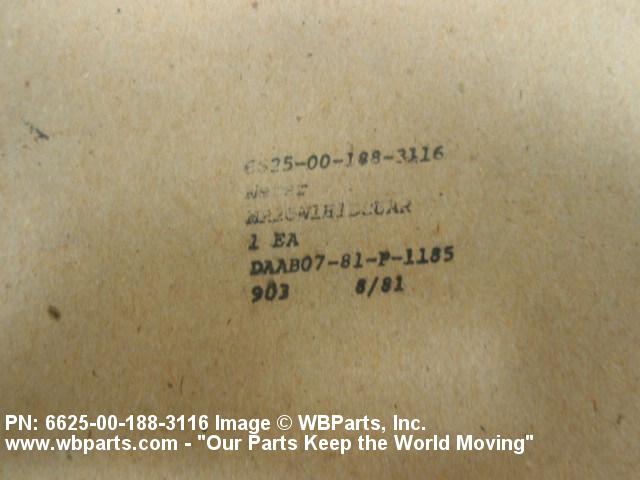 6625-00-188-3116
Meter
1 EA
DAAB07-81-P-1185
903 8/81
PN: 6625-00-188-3116 Image © WBParts, Inc.
www.wbparts.com - "Our Parts Keep the World Moving"